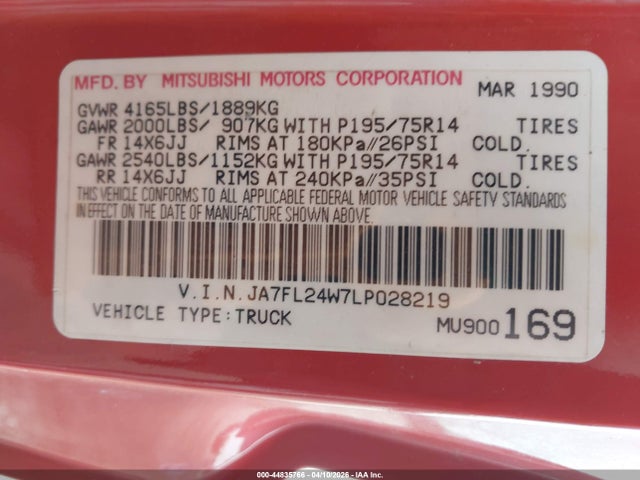 MFD. BY MITSUBISHI MOTORS CORPORATION MAR 1990
GVWR 4165LBS/1889KG
GAWR 2000LBS/ 907KG WITH P195/75R14 TIRES
FR 14X6JJ RIMS AT 180KPa//26PSI COLD.
GAWR 2540LBS/1152KG WITH P195/75R14 TIRES
RR 14X6JJ RIMS AT 240KPa//35PSI COLD.
THIS VEHICLE CONFORMS TO ALL APPLICABLE FEDERAL MOTOR VEHICLE SAFETY STANDARDS
IN EFFECT ON THE DATE OF MANUFACTURE SHOWN ABOVE.
V.I.N.JA7FL24W7LP028219
VEHICLE TYPE:TRUCK MU900169
000-44835766 - 04/10/2026 - IAA Inc.